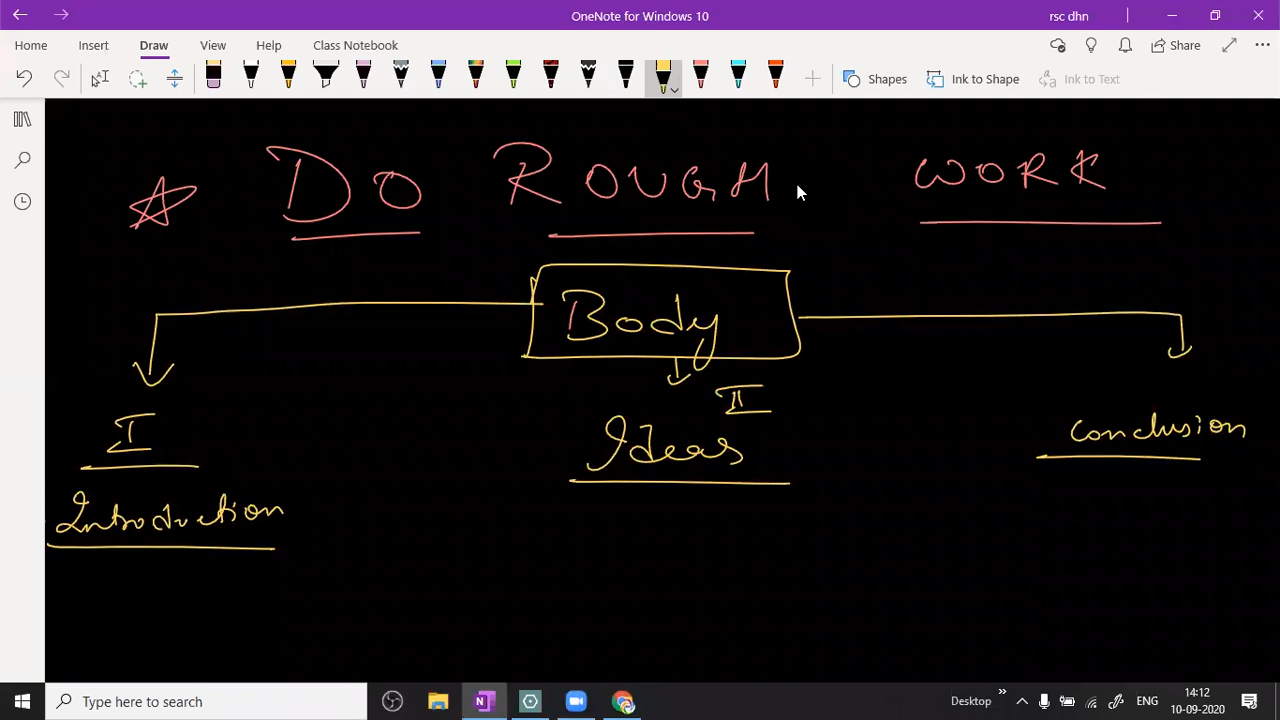 OneNote for Windows 10
rsc dhn
Home Insert Draw View Help Class Notebook
Share
Shapes Ink to Shape Ink to Text
DO ROUGH WORK
Body
I
II
Ideas
Conclusion
Introduction
Type here to search
Desktop
ENG
14:12
10-09-2020